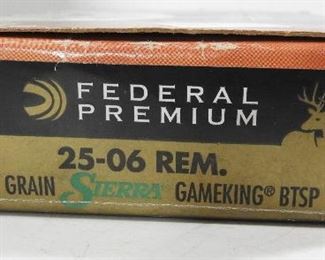 FEDERAL
PREMIUM
25-06 REM.
GRAIN SIERRA GAMEKING® BTSP